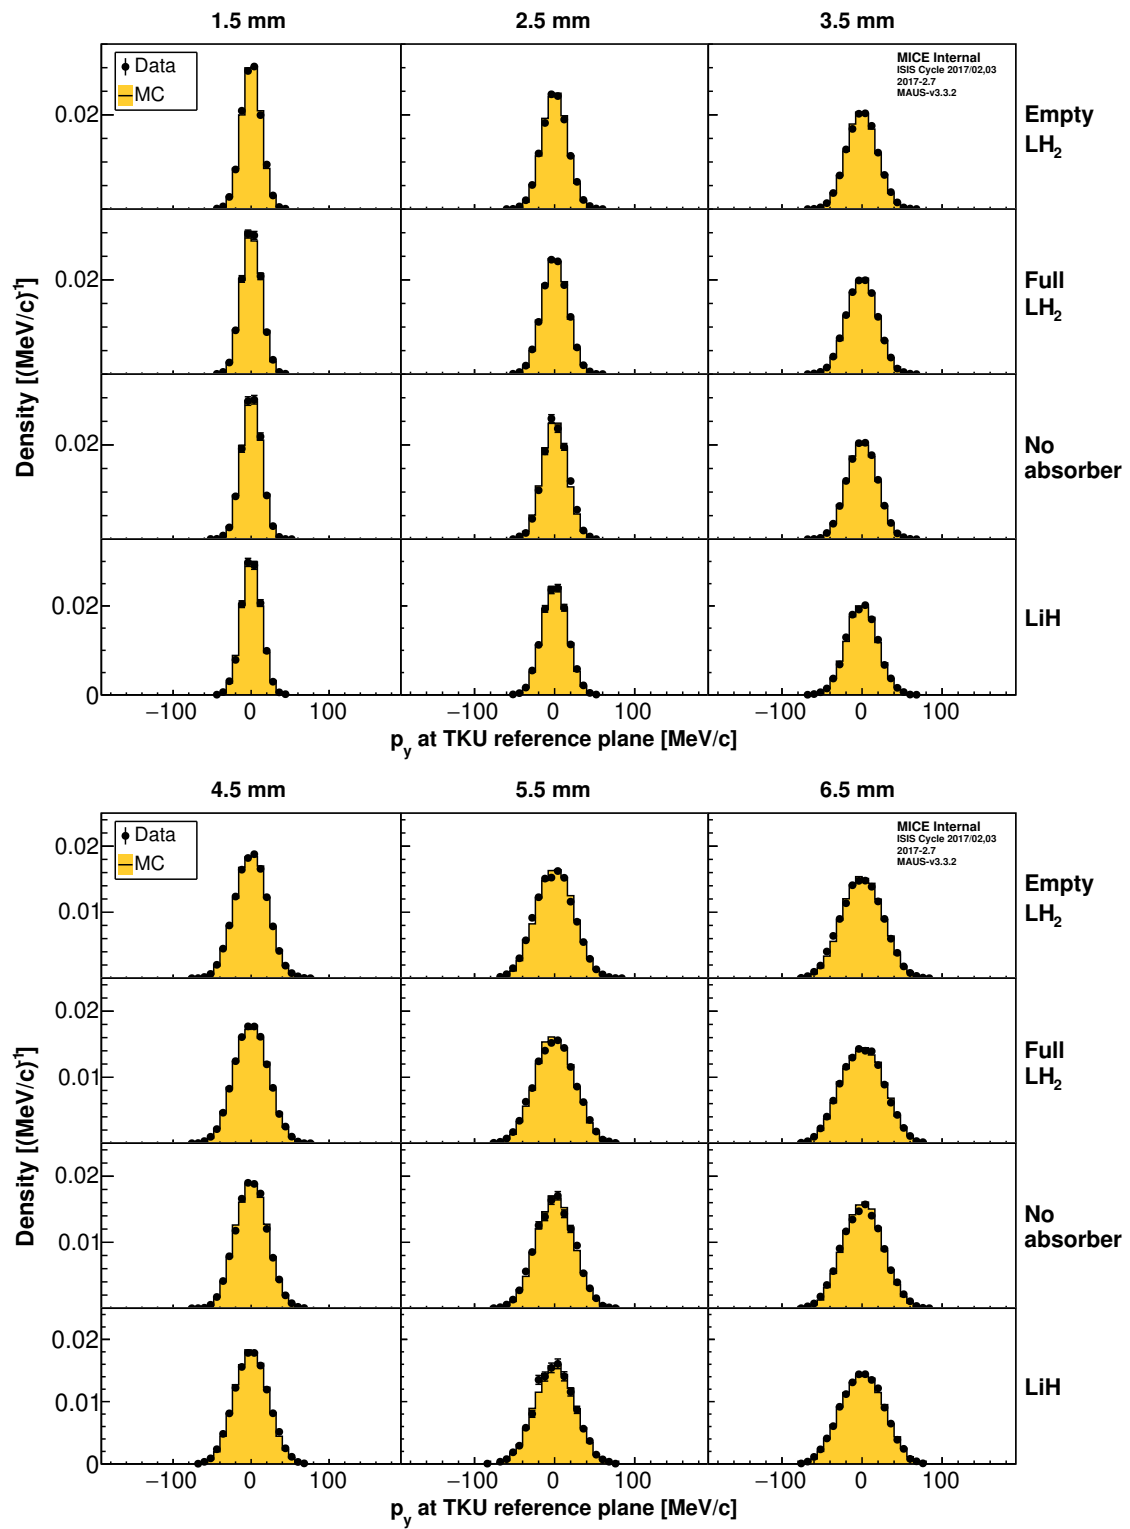 1.5 mm 2.5 mm 3.5 mm
Data
MC
MICE Internal
ISIS Cycle 2017/02,03
2017-2.7
MAUS-v3.3.2
0.02
Empty
LH2
0.02
Full
LH2
0.02
No
absorber
0.02
LiH
0
−100 0 100 −100 0 100 −100 0 100
Density [(MeV/c)-1]
py at TKU reference plane [MeV/c]
4.5 mm 5.5 mm 6.5 mm
Data
MC
MICE Internal
ISIS Cycle 2017/02,03
2017-2.7
MAUS-v3.3.2
0.02
0.01
Empty
LH2
0.02
0.01
Full
LH2
0.02
0.01
No
absorber
0.02
0.01
LiH
0
−100 0 100 −100 0 100 −100 0 100
Density [(MeV/c)-1]
py at TKU reference plane [MeV/c]